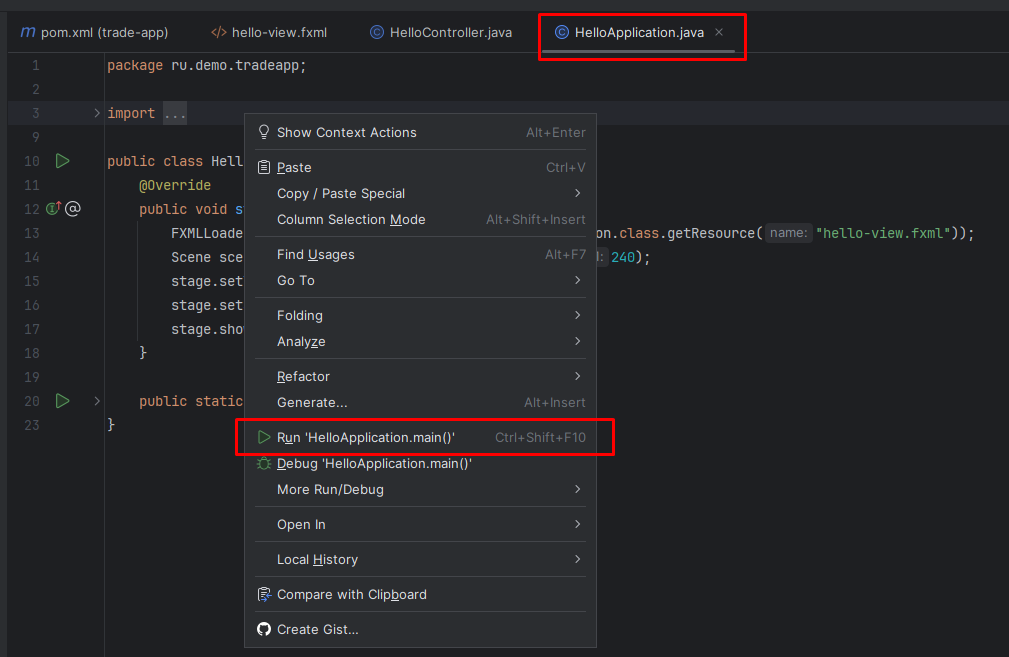 pom.xml (trade-app) hello-view.fxml HelloController.java HelloApplication.java
1 package ru.demo.tradeapp;
2
3 import ...
9
10 public class Hell
11 @Override
12 public void s
13 FXMLLoade on.class.getResource( name: "hello-view.fxml"));
14 Scene sce l: 240);
15 stage.set
16 stage.set
17 stage.sho
18 }
19
20 public static
23 }
Show Context Actions Alt+Enter
Paste Ctrl+V
Copy / Paste Special
Column Selection Mode Alt+Shift+Insert
Find Usages Alt+F7
Go To
Folding
Analyze
Refactor
Generate... Alt+Insert
Run 'HelloApplication.main()' Ctrl+Shift+F10
Debug 'HelloApplication.main()'
More Run/Debug
Open In
Local History
Compare with Clipboard
Create Gist...